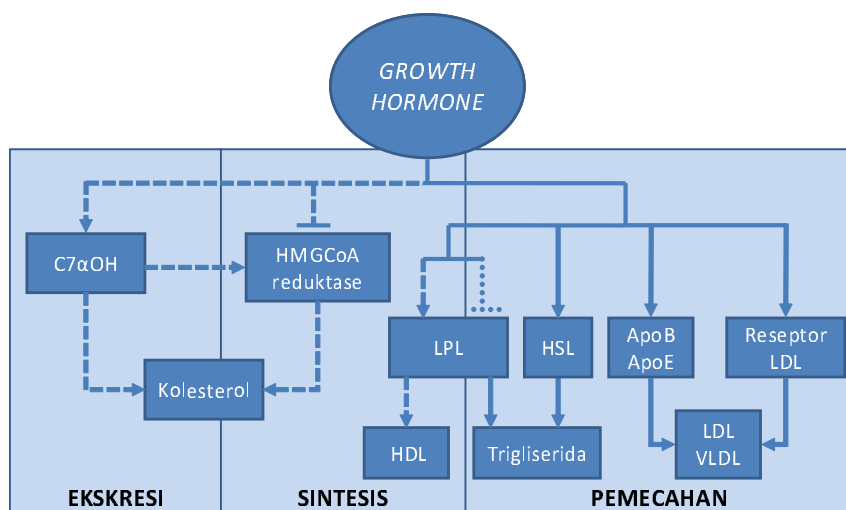 GROWTH
HORMONE
C7αOH
HMGCoA
reduktase
Kolesterol
LPL
HSL
ApoB
ApoE
Reseptor
LDL
HDL
Trigliserida
LDL
VLDL
EKSKRESI
SINTESIS
PEMECAHAN